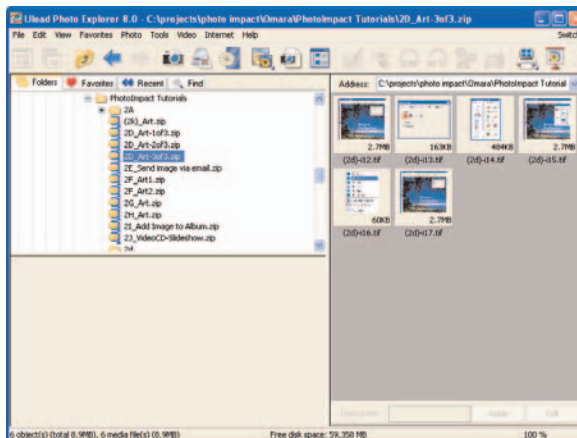 Ulead Photo Explorer 8.0 - C:\projects\photo impact\Omara\PhotoImpact Tutorials\2D_Art-3of3.zip
File Edit View Favorites Photo Tools Video Internet Help Switch
Folders Favorites Recent Find
Address: C:\projects\photo impact\Omara\PhotoImpact Tutorial
PhotoImpact Tutorials
2A
(2k)_Art.zip
2D_Art-1of3.zip
2D_Art-2of3.zip
2D_Art-3of3.zip
2E_Send image via email.zip
2F_Art1.zip
2F_Art2.zip
2G_Art.zip
2H_Art.zip
2I_Add Image to Album.zip
2J_VideoCD-Slideshow.zip
2.7MB 163KB 484KB 2.7MB
(2d)-i12.tif (2d)-i13.tif (2d)-i14.tif (2d)-i15.tif
60KB 2.7MB
(2d)-i16.tif (2d)-i17.tif
Description Apply Edit
6 object(s) (total 8.9MB), 6 media file(s) (8.9MB) Free disk space: 59,358 MB 100 %